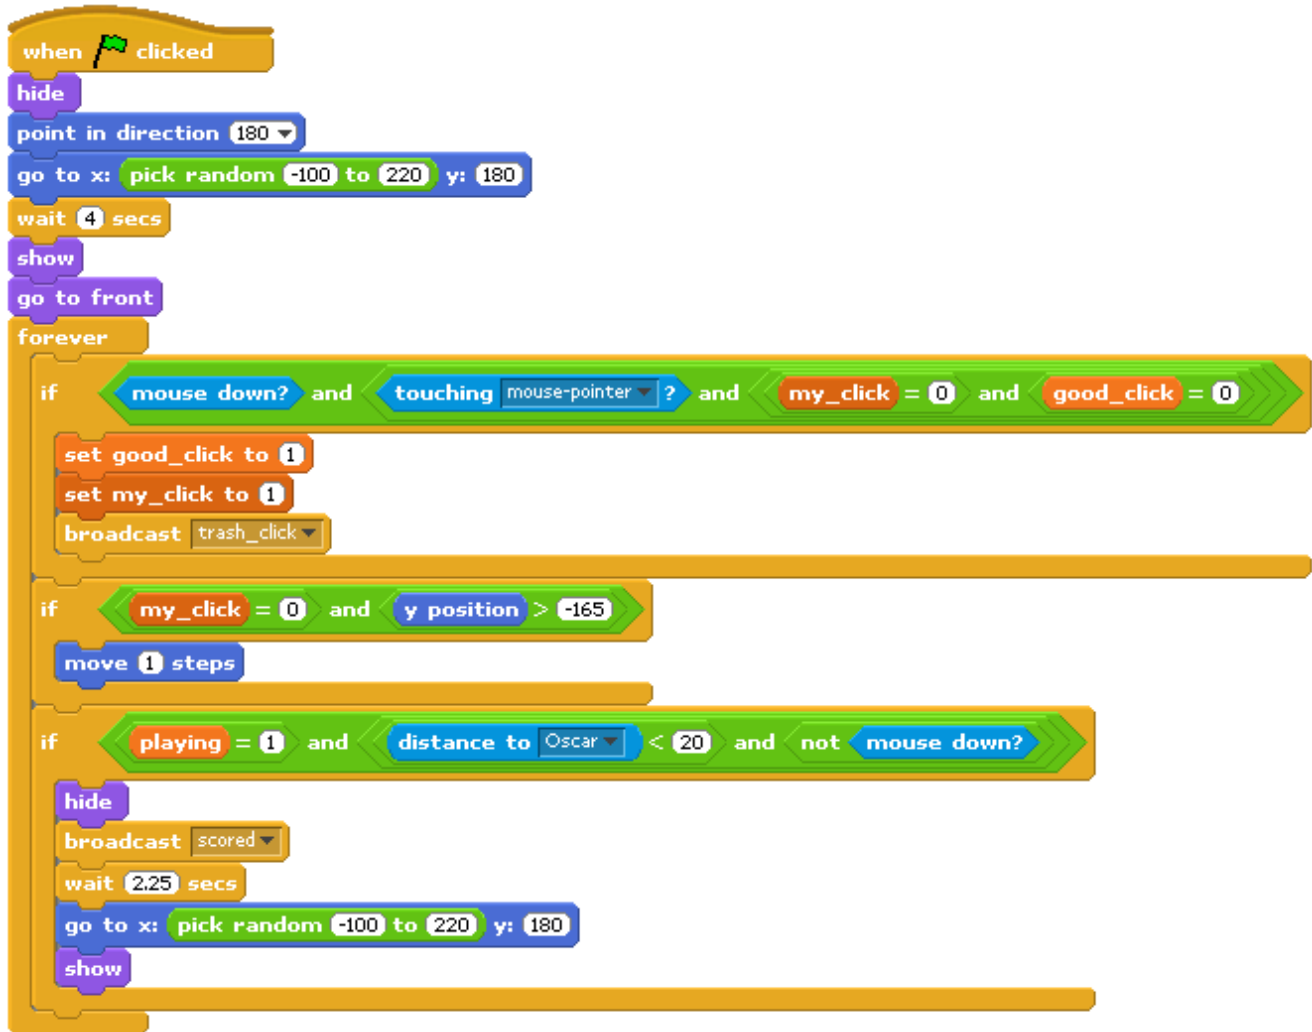 when clicked
hide
point in direction 180
go to x: pick random -100 to 220 y: 180
wait 4 secs
show
go to front
forever
if mouse down? and touching mouse-pointer ? and my_click = 0 and good_click = 0
set good_click to 1
set my_click to 1
broadcast trash_click
if my_click = 0 and y position > -165
move 1 steps
if playing = 1 and distance to Oscar < 20 and not mouse down?
hide
broadcast scored
wait 2.25 secs
go to x: pick random -100 to 220 y: 180
show